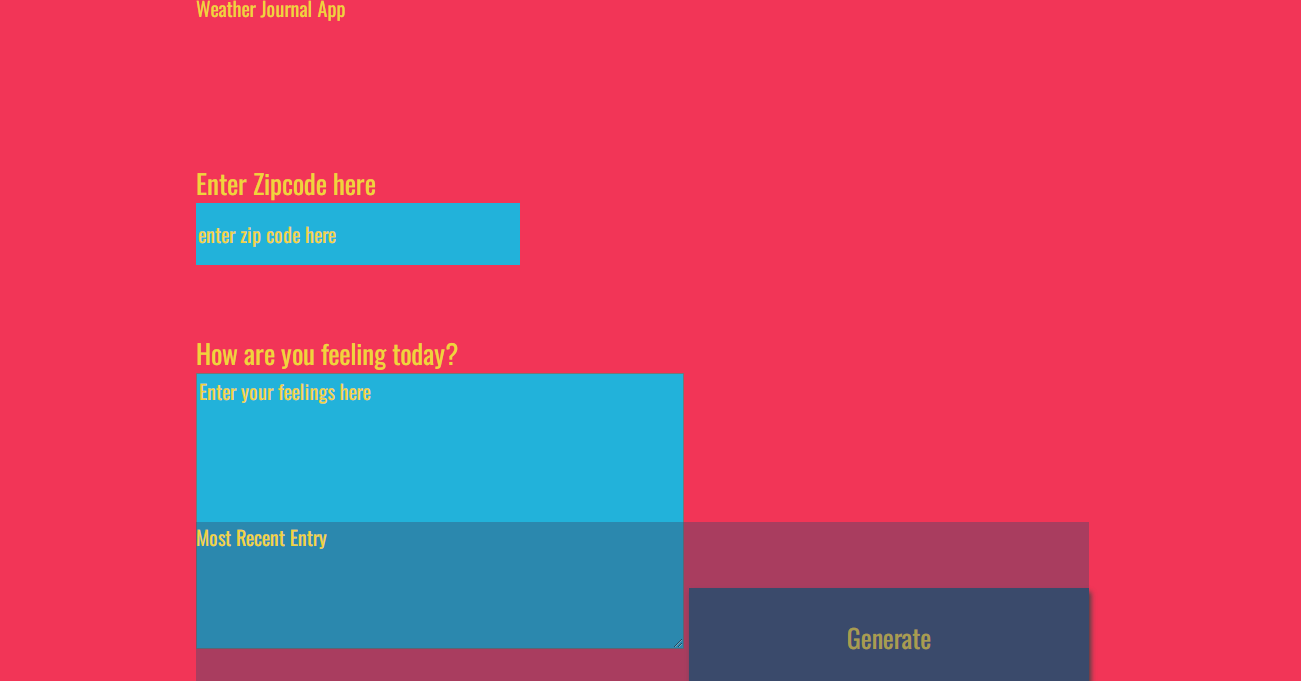 Weather Journal App
Enter Zipcode here
enter zip code here
How are you feeling today?
Enter your feelings here
Most Recent Entry
Generate